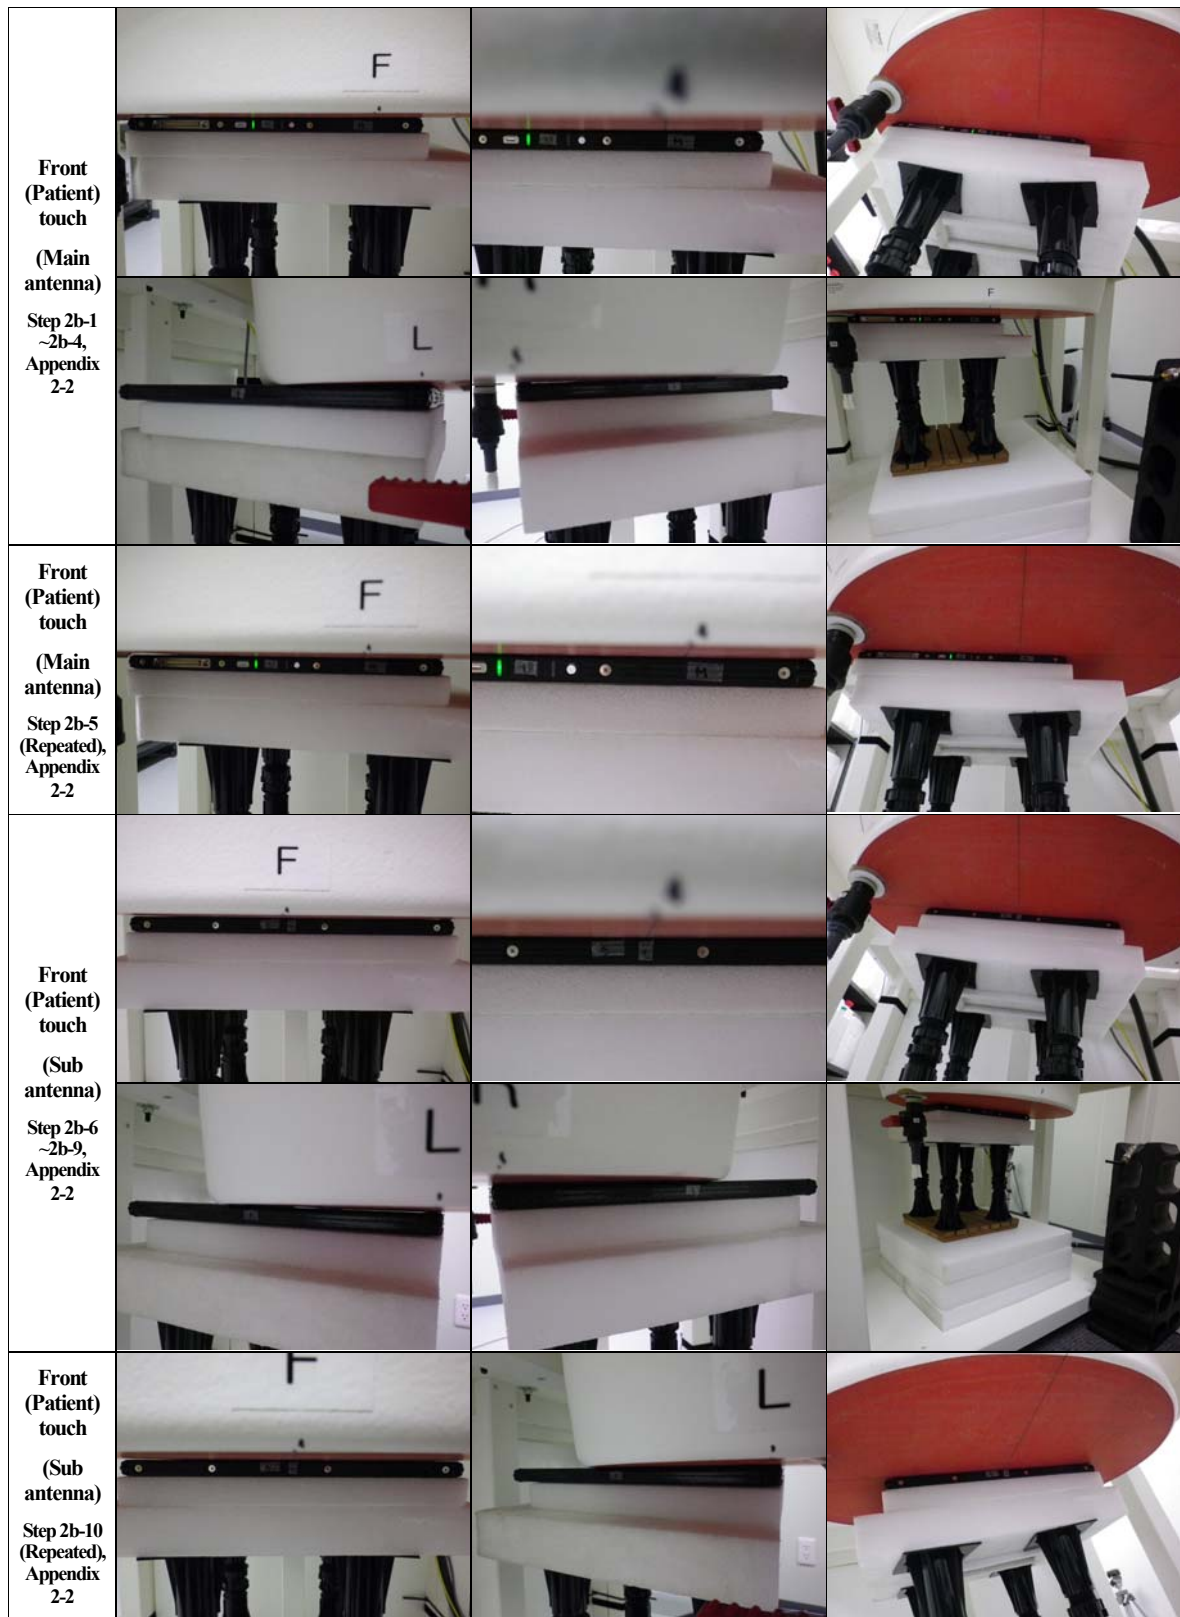 Front
(Patient)
touch
(Main
antenna)
Step 2b-1
~2b-4,
Appendix
2-2
F
L
F
Front
(Patient)
touch
(Main
antenna)
Step 2b-5
(Repeated),
Appendix
2-2
F
Front
(Patient)
touch
(Sub
antenna)
Step 2b-6
~2b-9,
Appendix
2-2
F
L
Front
(Patient)
touch
(Sub
antenna)
Step 2b-10
(Repeated),
Appendix
2-2
F
L